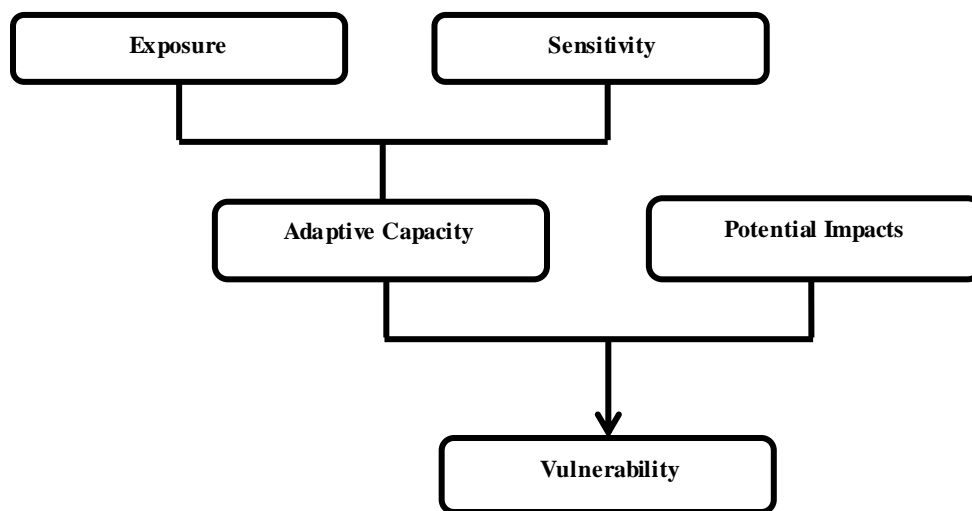 Exposure
Sensitivity
Adaptive Capacity
Potential Impacts
Vulnerability